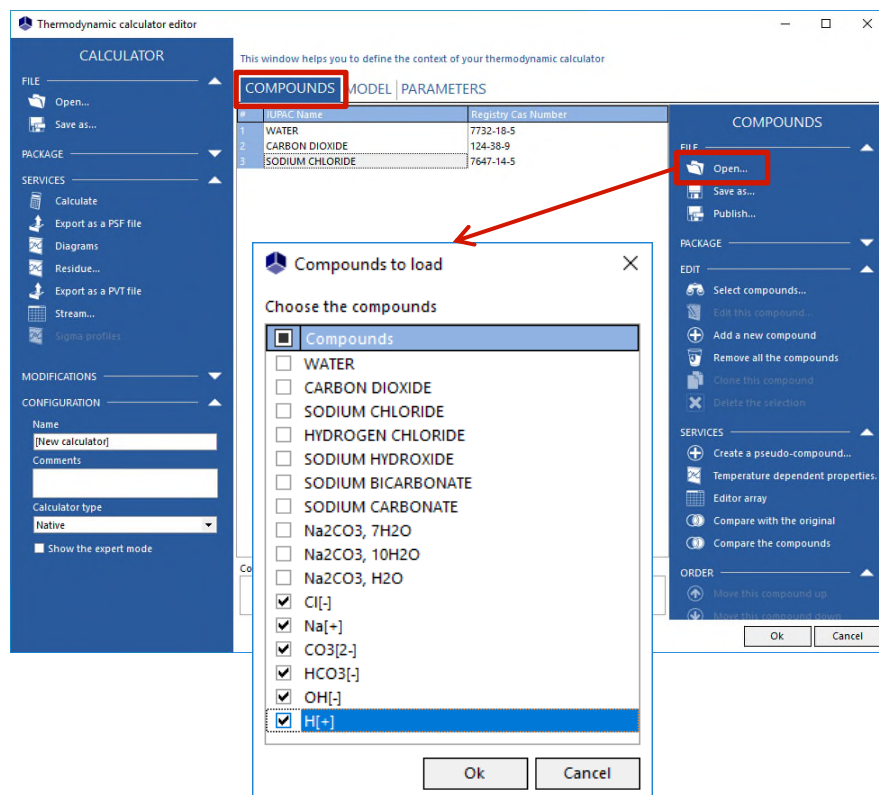 Thermodynamic calculator editor
CALCULATOR
FILE
Open...
Save as...
PACKAGE
SERVICES
Calculate
Export as a PSF file
Diagrams
Residue...
Export as a PVT file
Stream...
Sigma profiles
MODIFICATIONS
CONFIGURATION
Name
[New calculator]
Comments
Calculator type
Native
Show the expert mode
This window helps you to define the context of your thermodynamic calculator
COMPOUNDS MODEL PARAMETERS
# IUPAC Name Registry Cas Number
1 WATER 7732-18-5
2 CARBON DIOXIDE 124-38-9
3 SODIUM CHLORIDE 7647-14-5
Co
Compounds to load
Choose the compounds
Compounds
WATER
CARBON DIOXIDE
SODIUM CHLORIDE
HYDROGEN CHLORIDE
SODIUM HYDROXIDE
SODIUM BICARBONATE
SODIUM CARBONATE
Na2CO3, 7H2O
Na2CO3, 10H2O
Na2CO3, H2O
Cl[-]
Na[+]
CO3[2-]
HCO3[-]
OH[-]
H[+]
Ok Cancel
COMPOUNDS
FILE
Open...
Save as...
Publish...
PACKAGE
EDIT
Select compounds...
Edit this compound...
Add a new compound
Remove all the compounds
Clone this compound
Delete the selection
SERVICES
Create a pseudo-compound...
Temperature dependent properties.
Editor array
Compare with the original
Compare the compounds
ORDER
Move this compound up
Move this compound down
Ok Cancel